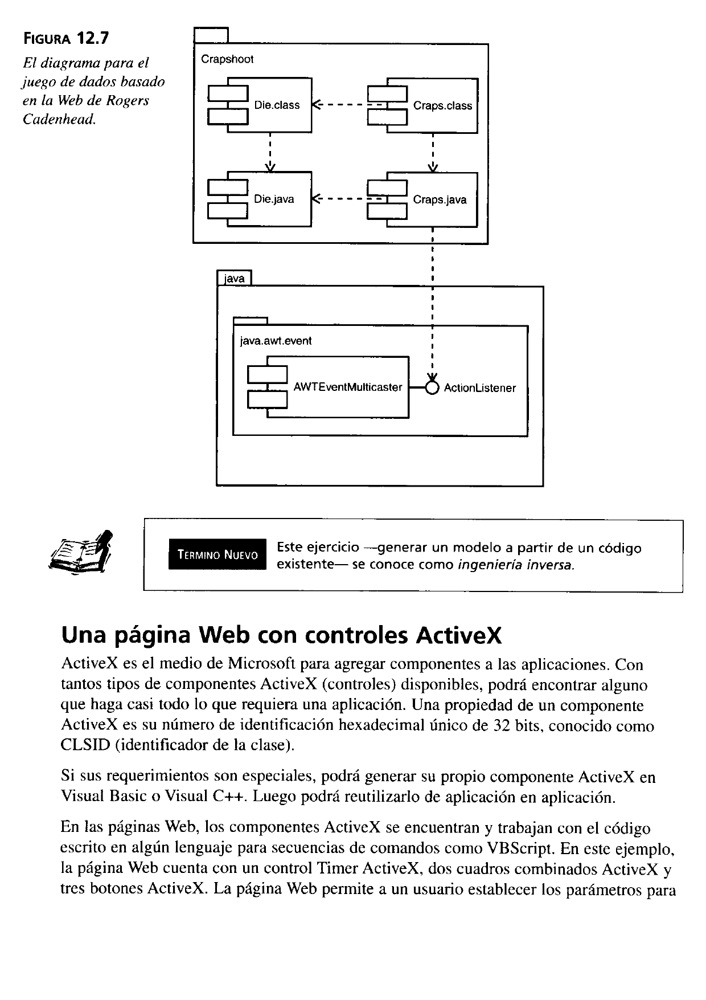 FIGURA 12.7
El diagrama para el
juego de dados basado
en la Web de Rogers
Cadenhead.
Crapshoot
Die.class
Craps.class
Die.java
Craps.java
java
java.awt.event
AWTEventMulticaster
ActionListener
TÉRMINO NUEVO
Este ejercicio —generar un modelo a partir de un código
existente— se conoce como ingeniería inversa.
Una página Web con controles ActiveX
ActiveX es el medio de Microsoft para agregar componentes a las aplicaciones. Con
tantos tipos de componentes ActiveX (controles) disponibles, podrá encontrar alguno
que haga casi todo lo que requiera una aplicación. Una propiedad de un componente
ActiveX es su número de identificación hexadecimal único de 32 bits, conocido como
CLSID (identificador de la clase).
Si sus requerimientos son especiales, podrá generar su propio componente ActiveX en
Visual Basic o Visual C++. Luego podrá reutilizarlo de aplicación en aplicación.
En las páginas Web, los componentes ActiveX se encuentran y trabajan con el código
escrito en algún lenguaje para secuencias de comandos como VBScript. En este ejemplo,
la página Web cuenta con un control Timer ActiveX, dos cuadros combinados ActiveX y
tres botones ActiveX. La página Web permite a un usuario establecer los parámetros para